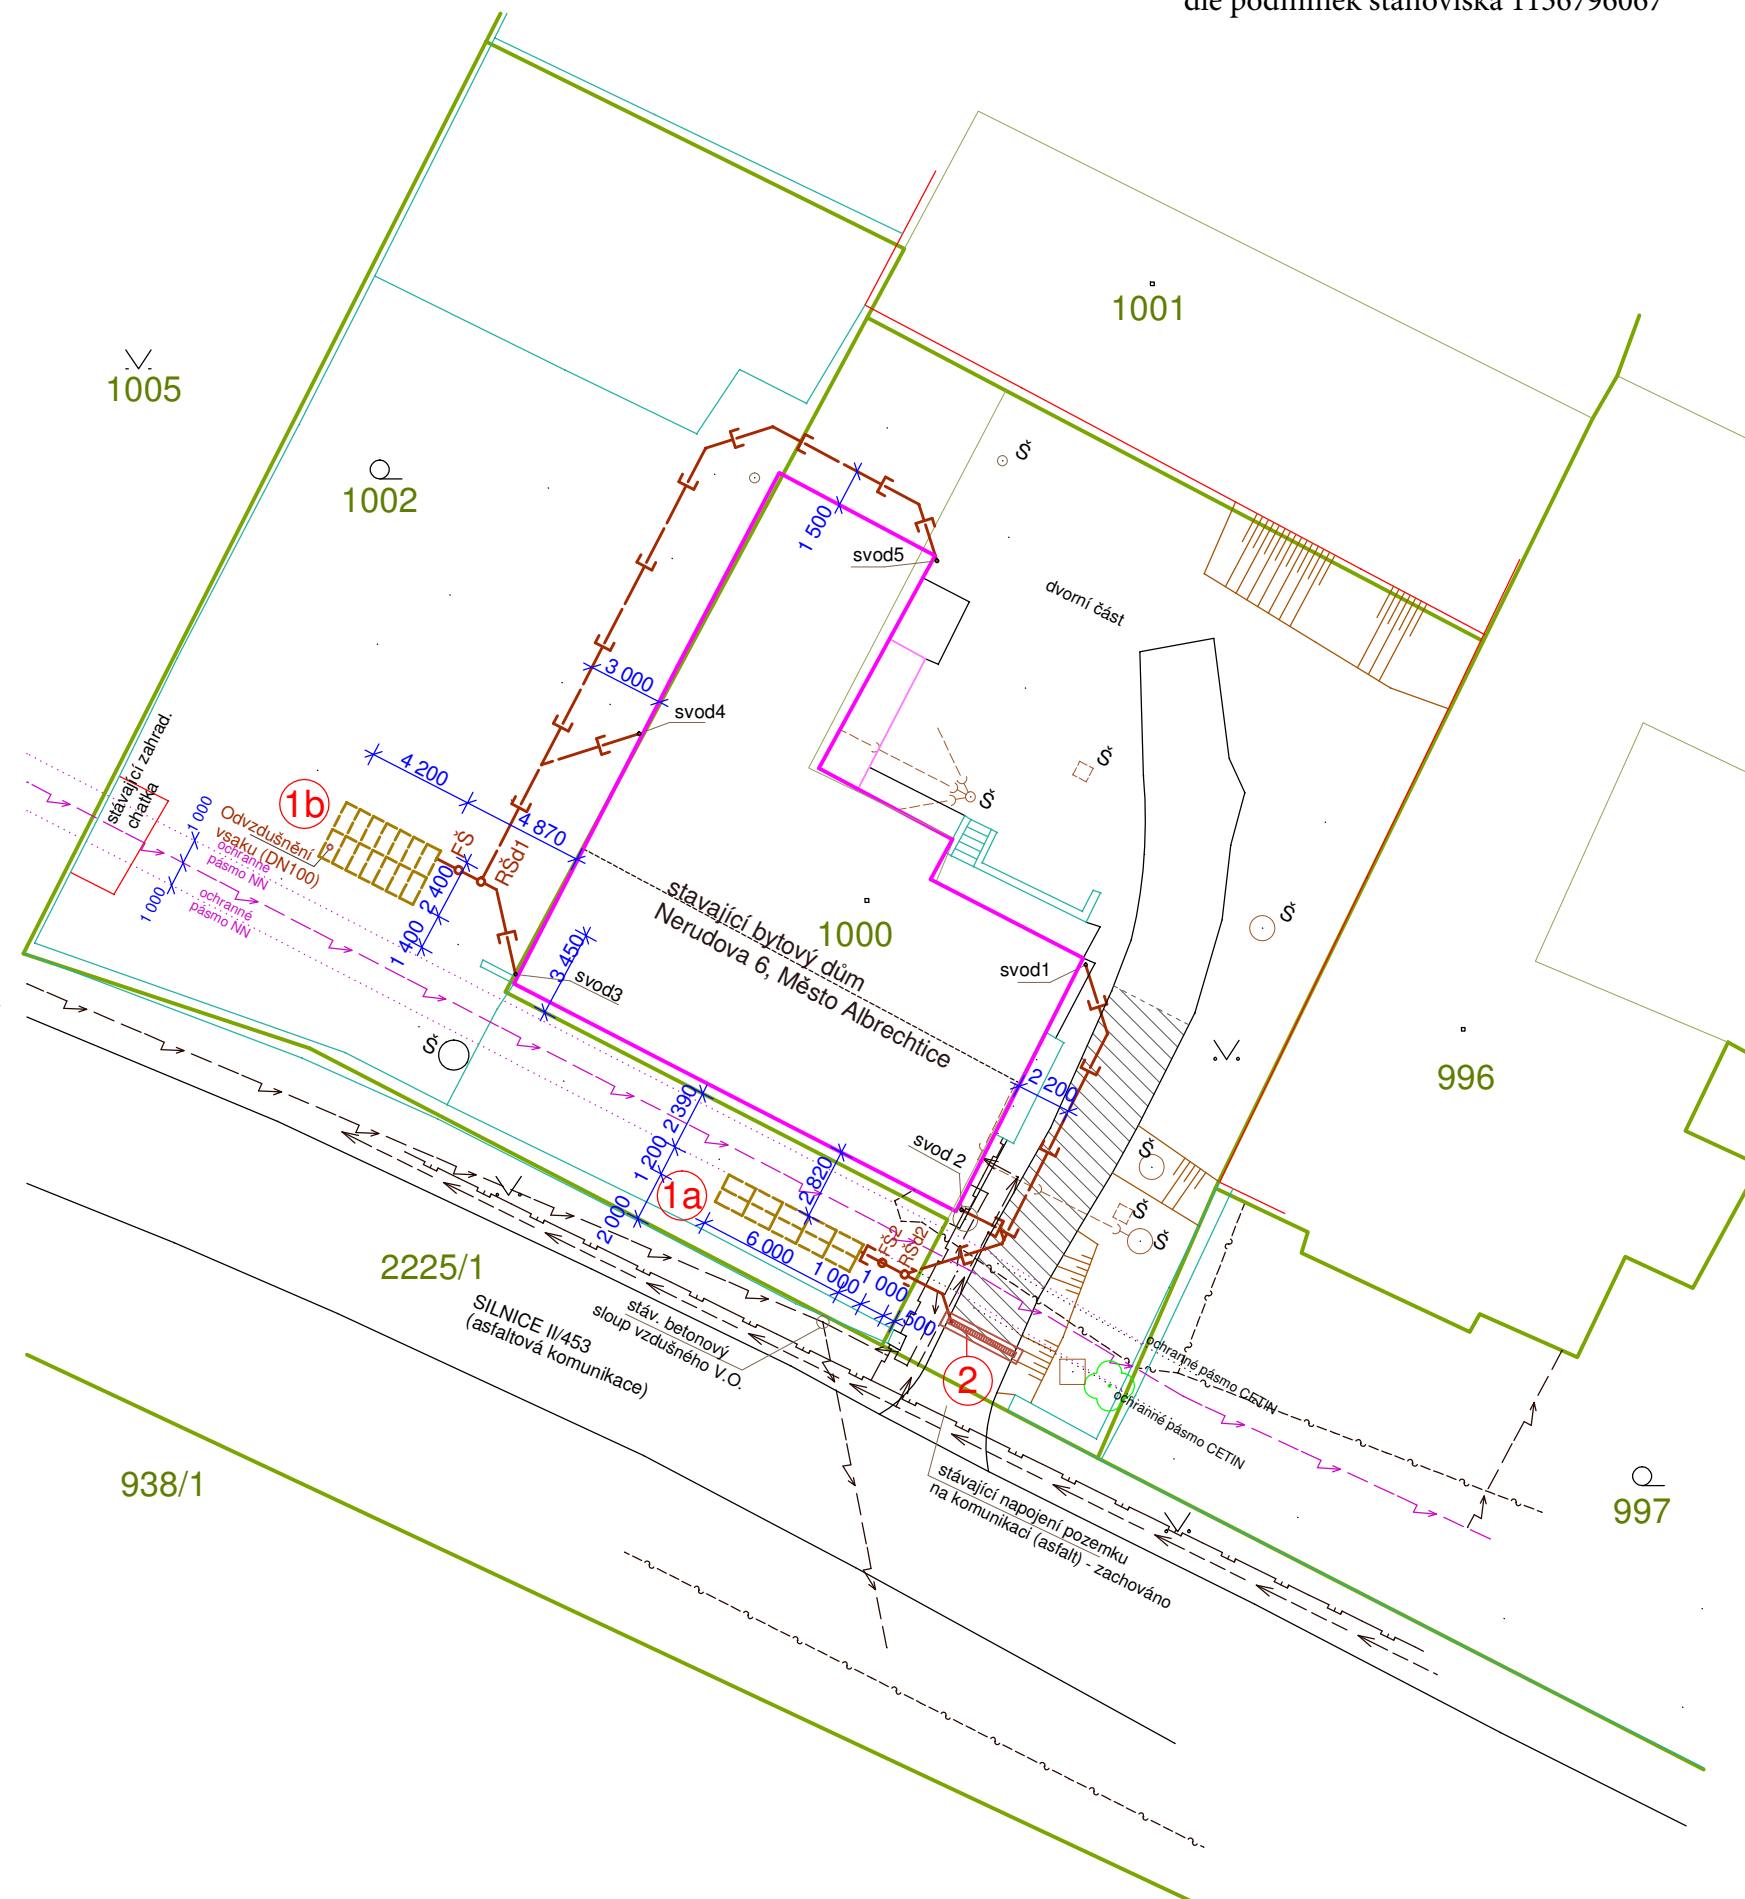 dle podmínek stanoviska 1136796067
1001
1005
1002
Š
1 500
svod5
dvorní část
3 000
svod4
stávající zahrad.
chatka
4 200
4 870
1b
Odvzdušnění
vsaku (DN100)
1 000
1 000
ochranné
pásmo NN
ochranné
pásmo NN
FŠ
RŠd1
2 400
1 400
Š
Š
Š
stavající bytový dům
Nerudova 6, Město Albrechtice
1000
svod1
3 450
svod3
Š
996
2 200
svod 2
2 390
1 200
2 000
1a
2 820
6 000
1 000
1 000
500
FŠ2
RŠd2
Š
Š
Š
2225/1
SILNICE II/453
(asfaltová komunikace)
stáv. betonový
sloup vzdušného V.O.
2
ochranné pásmo CETIN
ochranné pásmo CETIN
stávající napojení pozemku
na komunikaci (asfalt) - zachováno
938/1
997